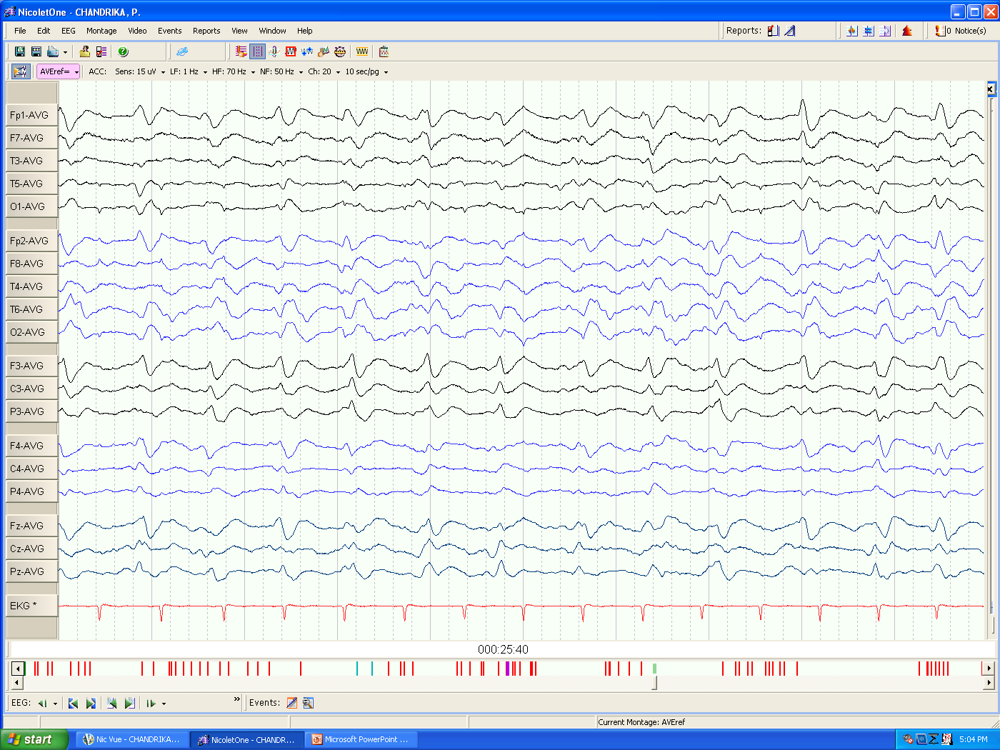 NicoletOne - CHANDRIKA, P.
File Edit EEG Montage Video Events Reports View Window Help
Reports:
0 Notice(s)
AVEref= ACC: Sens: 15 uV LF: 1 Hz HF: 70 Hz NF: 50 Hz Ch: 20 10 sec/pg
Fp1-AVG
F7-AVG
T3-AVG
T5-AVG
O1-AVG
Fp2-AVG
F8-AVG
T4-AVG
T6-AVG
O2-AVG
F3-AVG
C3-AVG
P3-AVG
F4-AVG
C4-AVG
P4-AVG
Fz-AVG
Cz-AVG
Pz-AVG
EKG *
000:25:40
EEG: » Events:
Current Montage: AVEref
start Nic Vue - CHANDRIKA... NicoletOne - CHANDR... Microsoft PowerPoint ... 5:04 PM